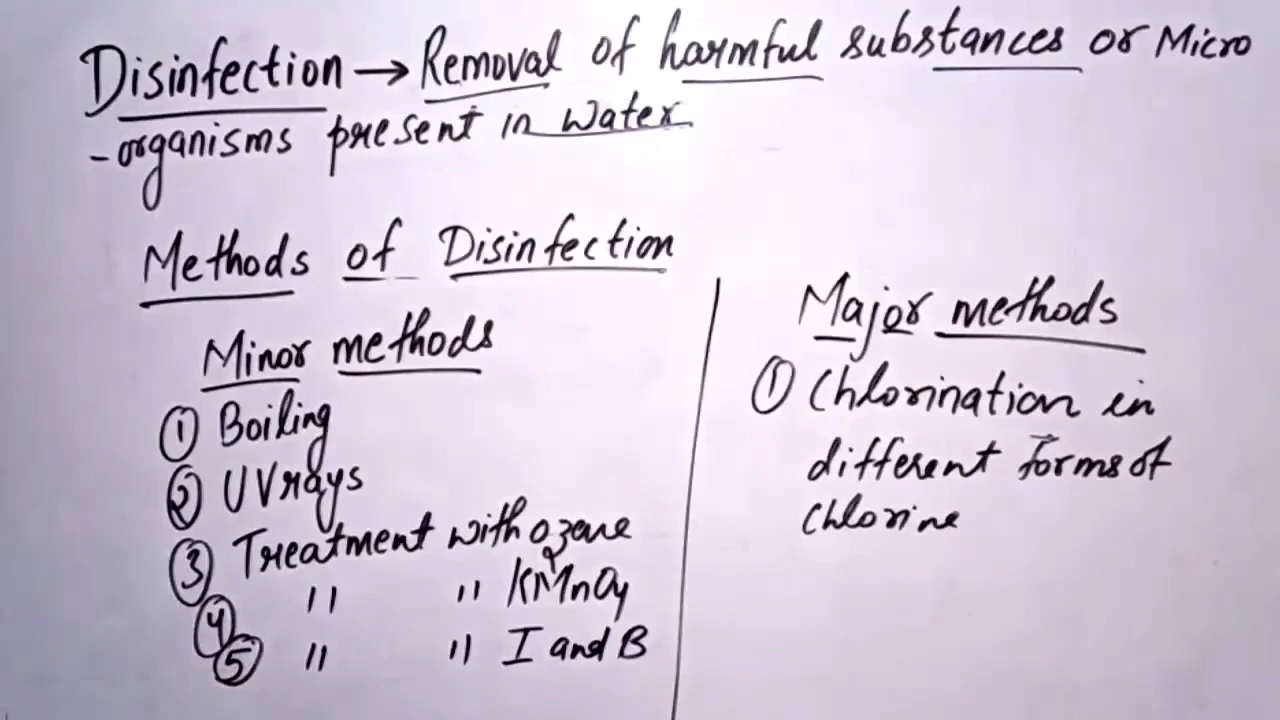 Disinfection → Removal of harmful substances or Micro
-organisms present in water
Methods of Disinfection
Minor methods
① Boiling
② UV rays
③ Treatment with ozone
④ " " KMnO4
⑤ " " I and B
Major methods
① Chlorination in
different forms of
chlorine